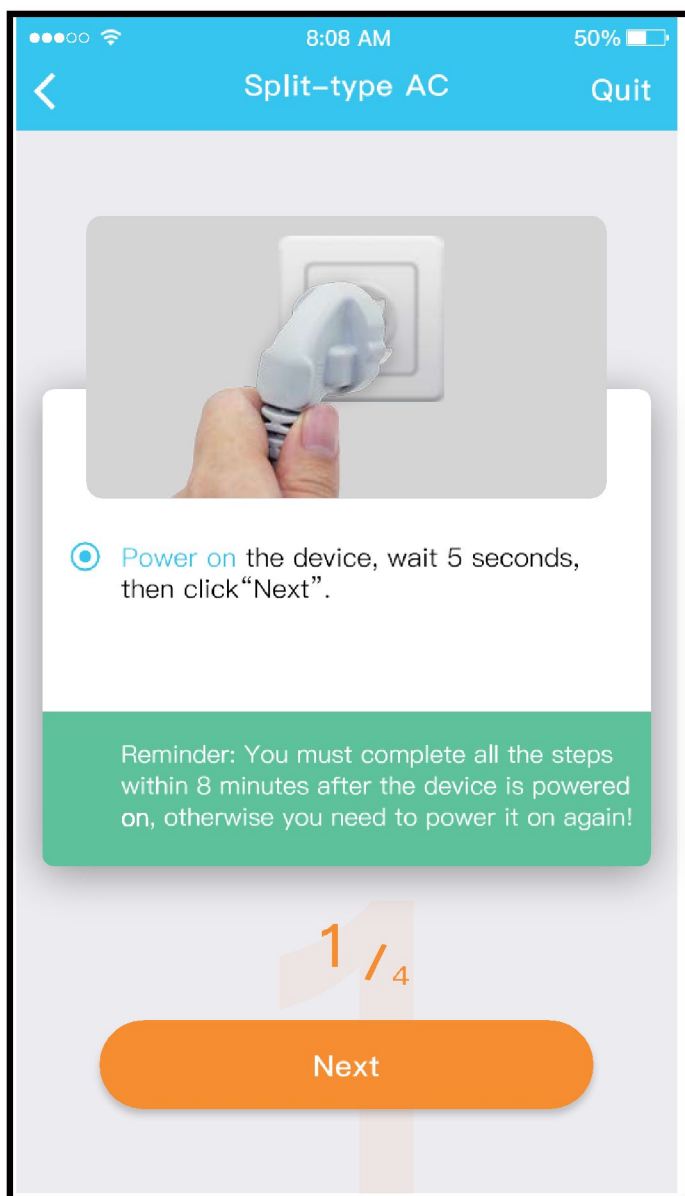 8:08 AM
50%
Split-type AC
Quit
Power on the device, wait 5 seconds,
then click“Next”.
Reminder: You must complete all the steps
within 8 minutes after the device is powered
on, otherwise you need to power it on again!
1 / 4
Next
1